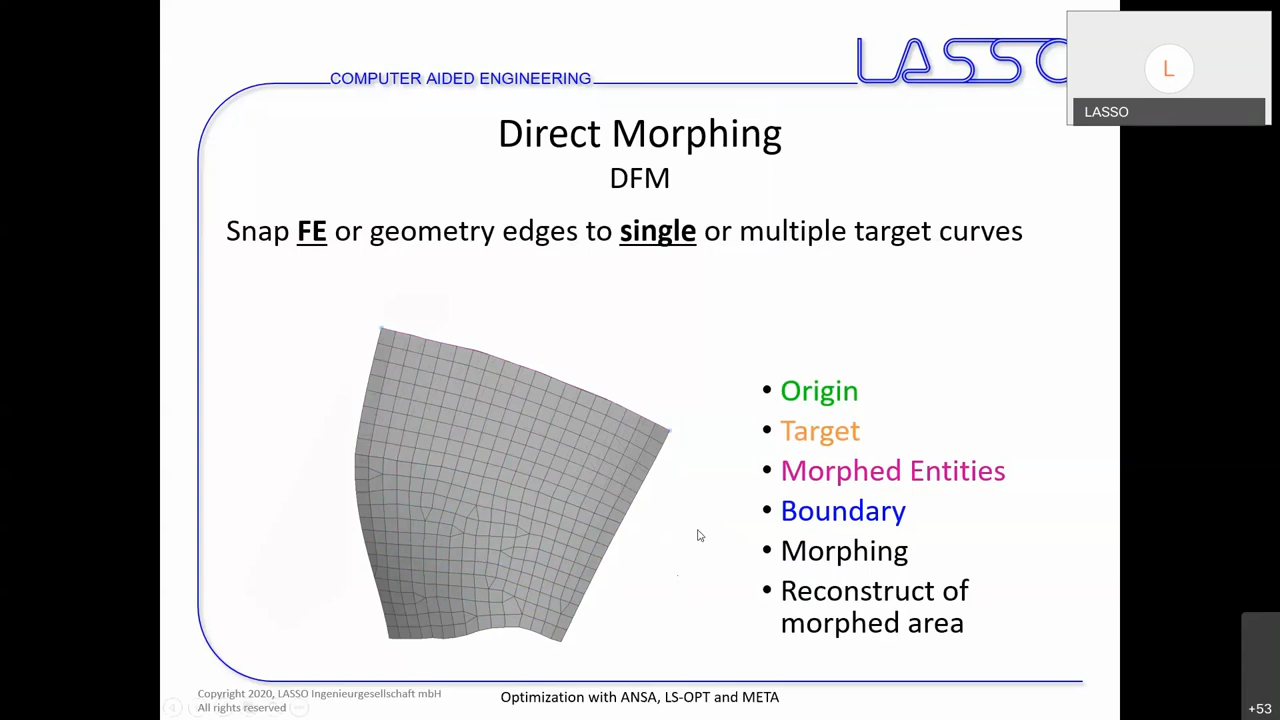 COMPUTER AIDED ENGINEERING
LASSO
L
LASSO
Direct Morphing
DFM
Snap FE or geometry edges to single or multiple target curves
• Origin
• Target
• Morphed Entities
• Boundary
• Morphing
• Reconstruct of
morphed area
Copyright 2020, LASSO Ingenieurgesellschaft mbH
All rights reserved
Optimization with ANSA, LS-OPT and META
+53